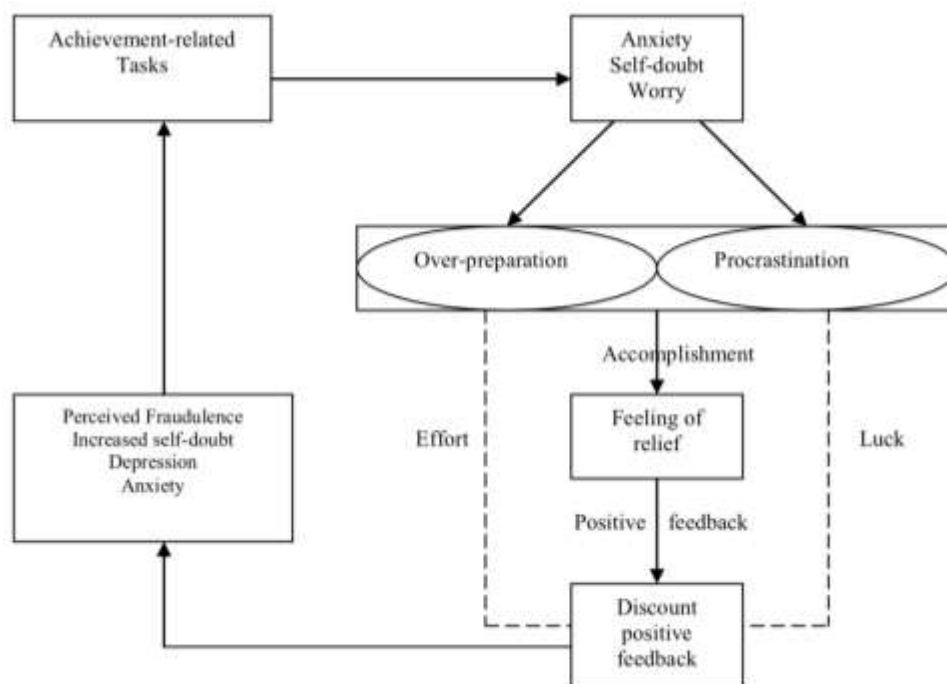 Achievement-related
Tasks
Anxiety
Self-doubt
Worry
Over-preparation
Procrastination
Accomplishment
Perceived Fraudulence
Increased self-doubt
Depression
Anxiety
Effort
Feeling of
relief
Luck
Positive feedback
Discount
positive
feedback